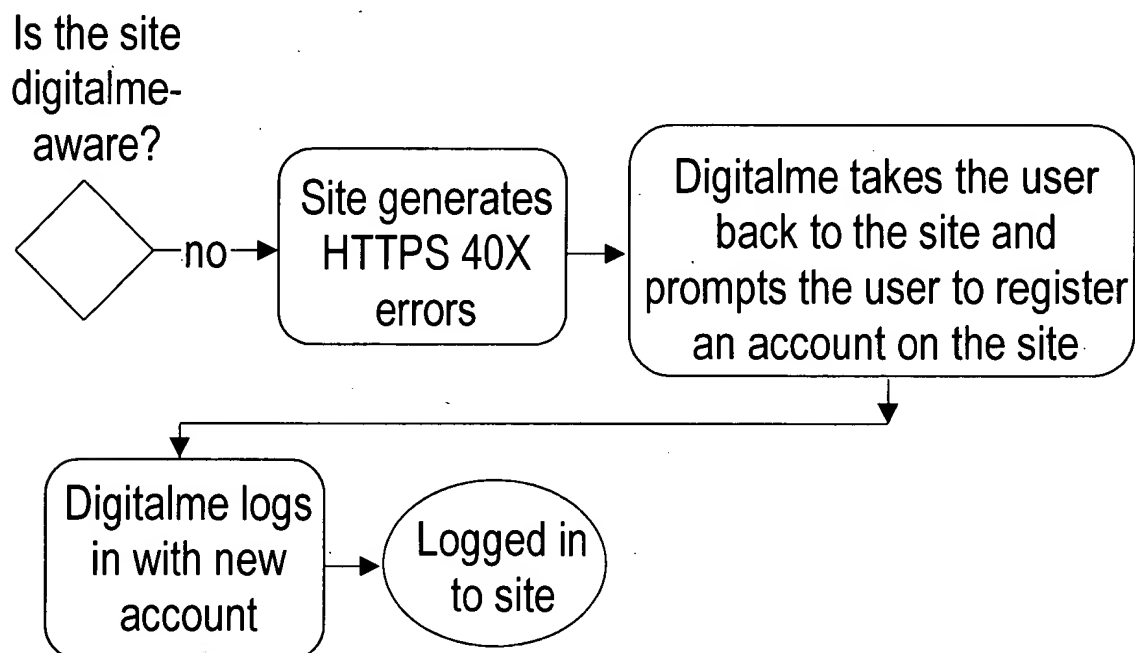 Is the site
digitalme-
aware?
no
Site generates
HTTPS 40X
errors
Digitalme takes the user
back to the site and
prompts the user to register
an account on the site
Digitalme logs
in with new
account
Logged in
to site